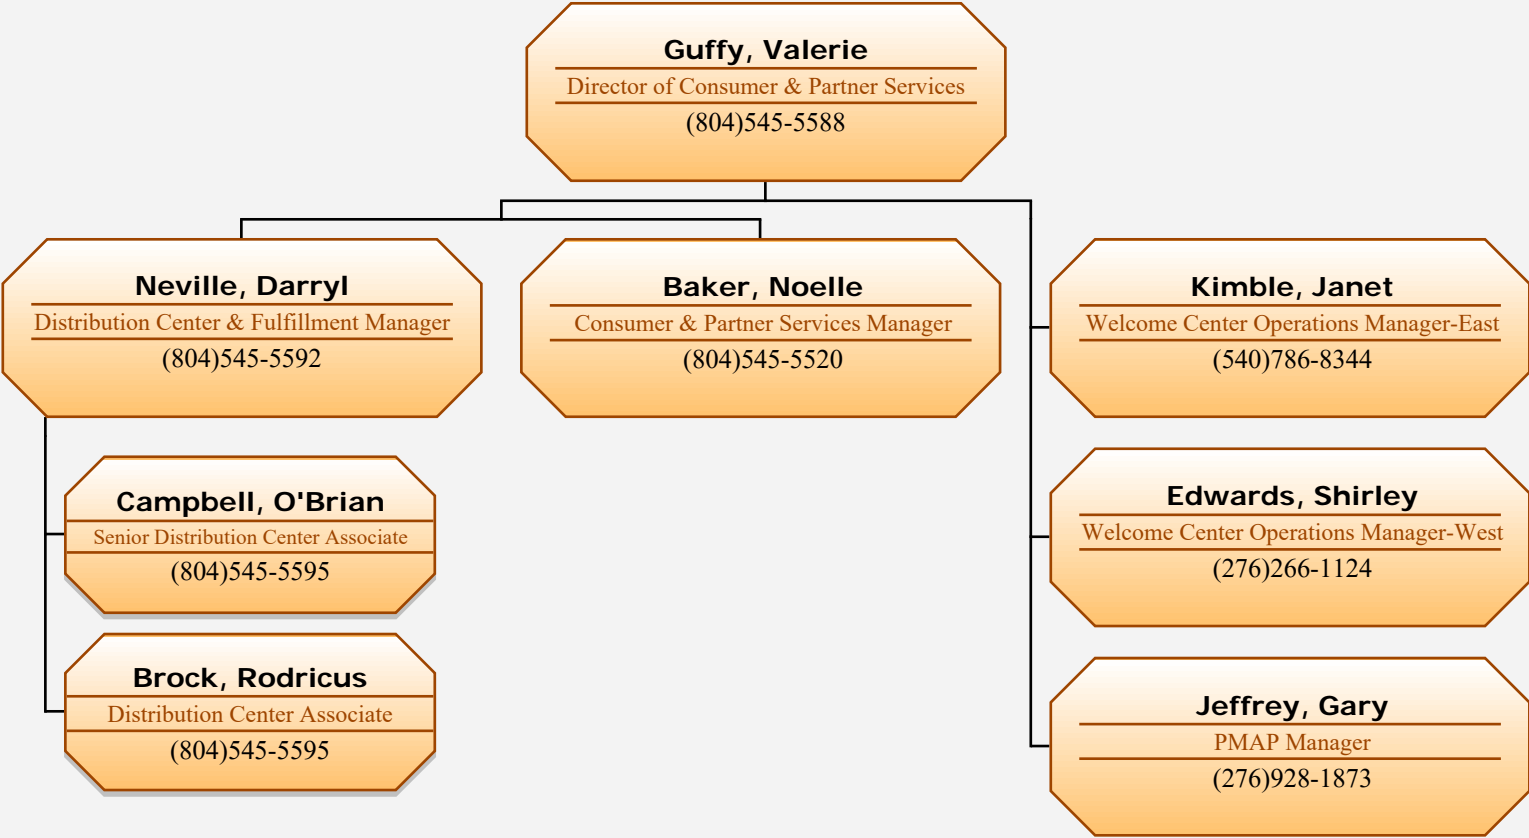 Guffy, Valerie
Director of Consumer & Partner Services
(804)545-5588
Neville, Darryl
Distribution Center & Fulfillment Manager
(804)545-5592
Baker, Noelle
Consumer & Partner Services Manager
(804)545-5520
Kimble, Janet
Welcome Center Operations Manager-East
(540)786-8344
Campbell, O'Brian
Senior Distribution Center Associate
(804)545-5595
Edwards, Shirley
Welcome Center Operations Manager-West
(276)266-1124
Brock, Rodricus
Distribution Center Associate
(804)545-5595
Jeffrey, Gary
PMAP Manager
(276)928-1873